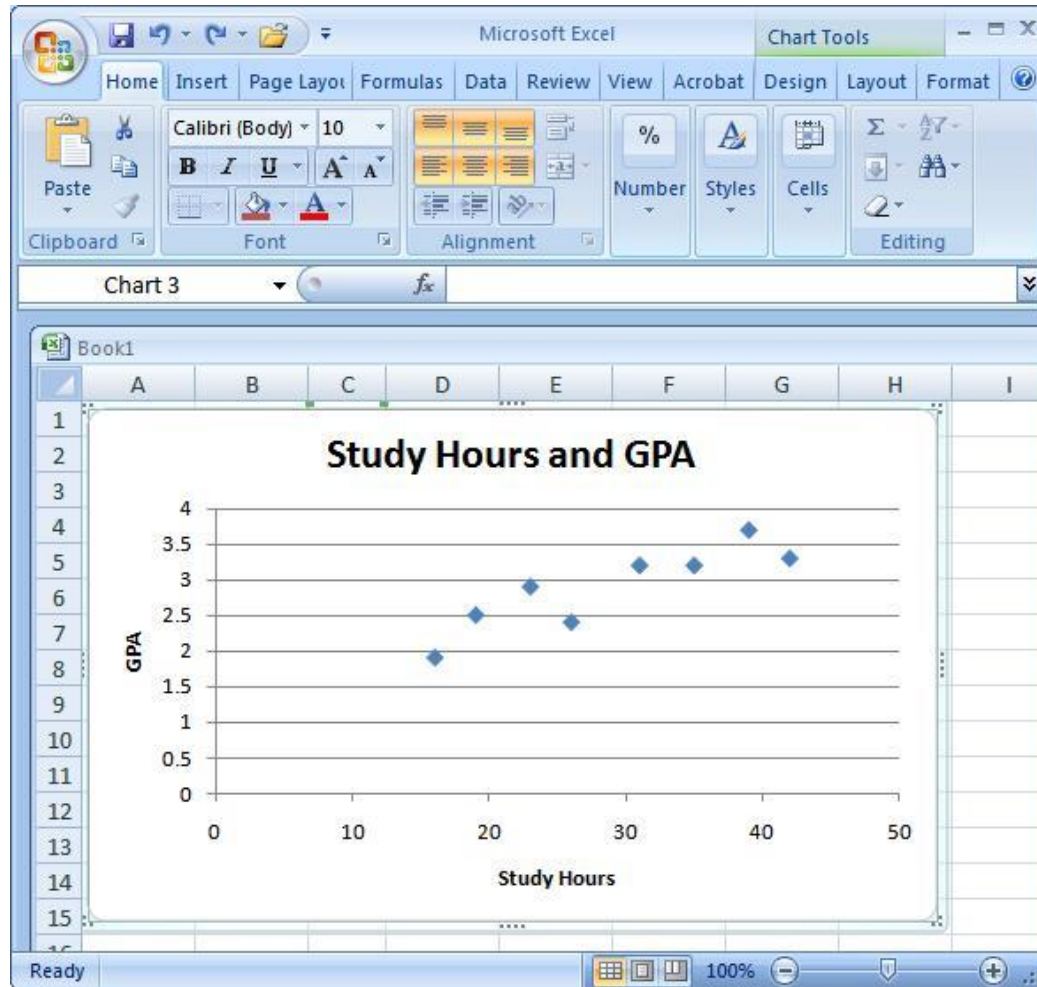 Microsoft Excel
Chart Tools
Home Insert Page Layou Formulas Data Review View Acrobat Design Layout Format
Calibri (Body) 10
B I U A A
Paste
% Number
A Styles
Cells
Σ
A
Z
Clipboard Font Alignment Editing
Chart 3 fx
Book1
A B C D E F G H I
1
2
3
4
5
6
7
8
9
10
11
12
13
14
15
Study Hours and GPA
4
3.5
3
2.5
2
1.5
1
0.5
0
GPA
0 10 20 30 40 50
Study Hours
Ready 100%